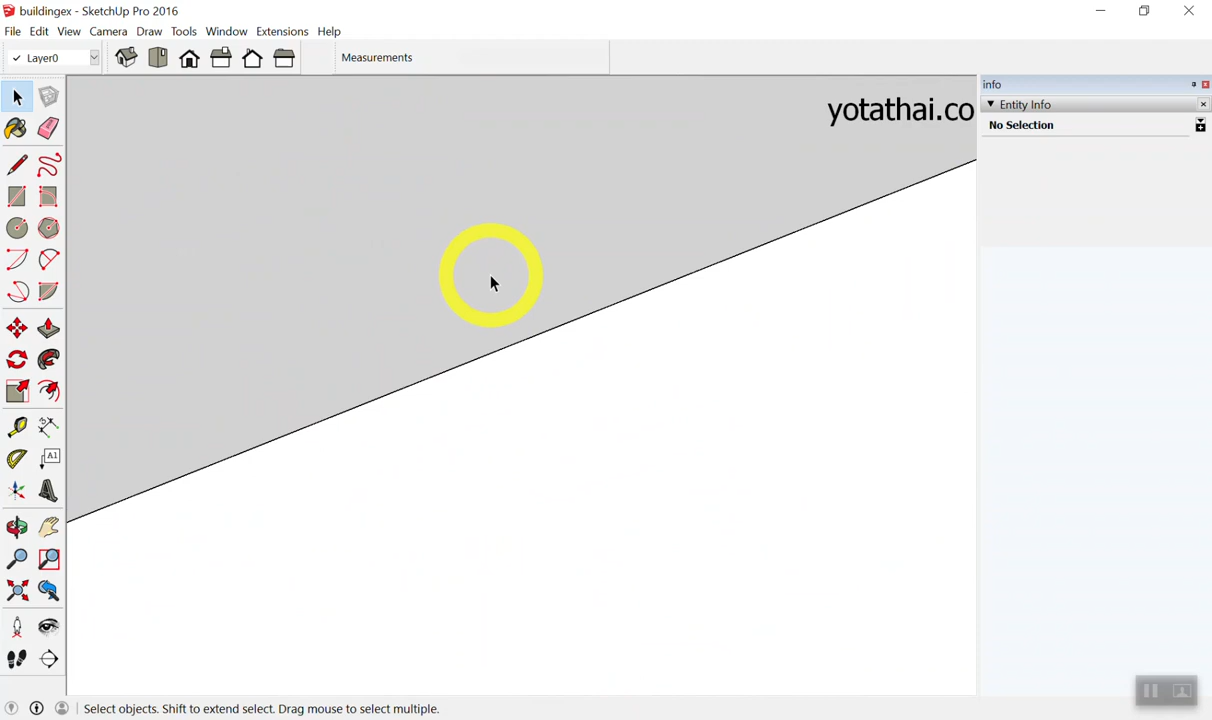 buildingex - SketchUp Pro 2016
File Edit View Camera Draw Tools Window Extensions Help
Layer0
Measurements
info
Entity Info
No Selection
yotathai.co
A1
Select objects. Shift to extend select. Drag mouse to select multiple.